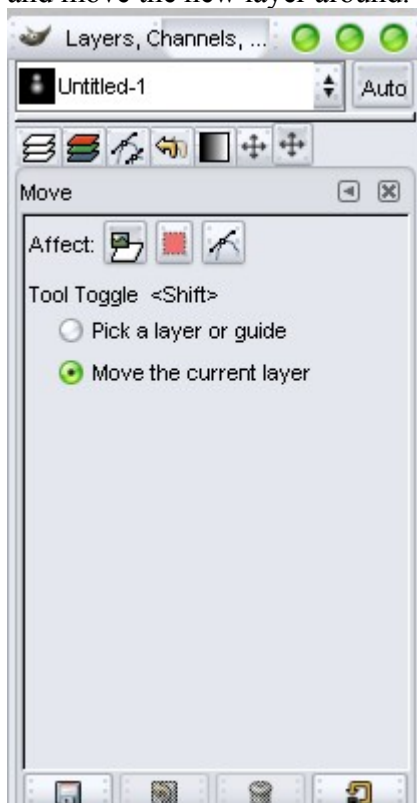 and move the new layer around.
Layers, Channels, ...
Untitled-1
Auto
Move
Affect:
Tool Toggle <Shift>
Pick a layer or guide
Move the current layer